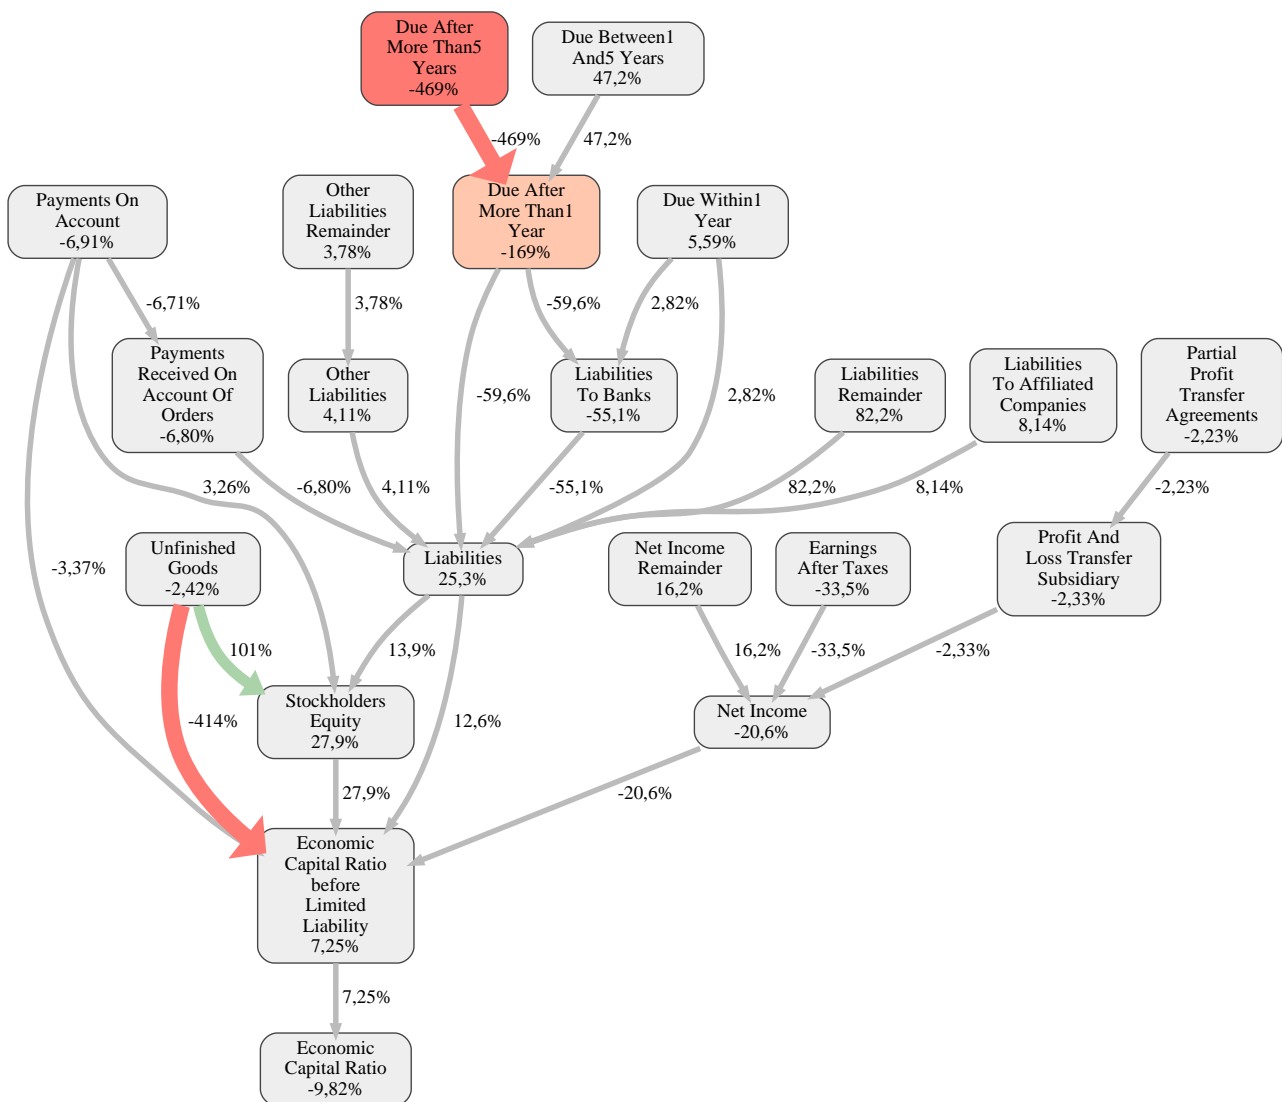 Due After
More Than5
Years
-469%
Due Between1
And5 Years
47,2%
-469%
47,2%
Payments On
Account
-6,91%
Other
Liabilities
Remainder
3,78%
Due After
More Than1
Year
-169%
Due Within1
Year
5,59%
-6,71%
3,78%
-59,6%
2,82%
Payments
Received On
Account Of
Orders
-6,80%
Other
Liabilities
4,11%
-59,6%
Liabilities
To Banks
-55,1%
2,82%
Liabilities
Remainder
82,2%
Liabilities
To Affiliated
Companies
8,14%
Partial
Profit
Transfer
Agreements
-2,23%
3,26%
-6,80%
4,11%
-55,1%
82,2%
8,14%
-2,23%
Unfinished
Goods
-2,42%
-3,37%
Liabilities
25,3%
Net Income
Remainder
16,2%
Earnings
After Taxes
-33,5%
Profit And
Loss Transfer
Subsidiary
-2,33%
101%
13,9%
16,2%
-33,5%
-2,33%
-414%
Stockholders
Equity
27,9%
12,6%
Net Income
-20,6%
27,9%
-20,6%
Economic
Capital Ratio
before
Limited
Liability
7,25%
7,25%
Economic
Capital Ratio
-9,82%